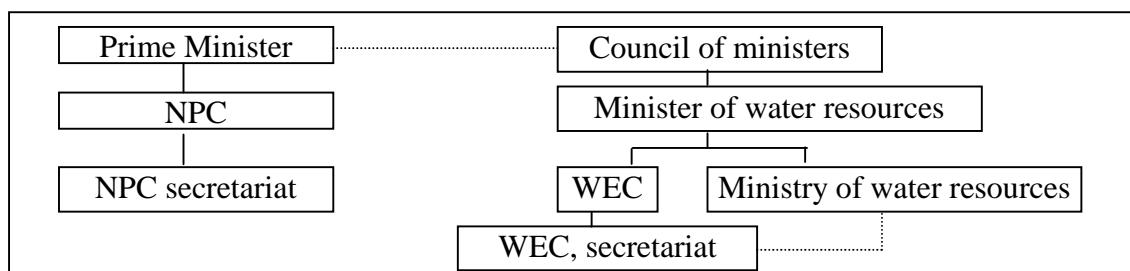 Prime Minister
Council of ministers
NPC
Minister of water resources
NPC secretariat
WEC
Ministry of water resources
WEC, secretariat